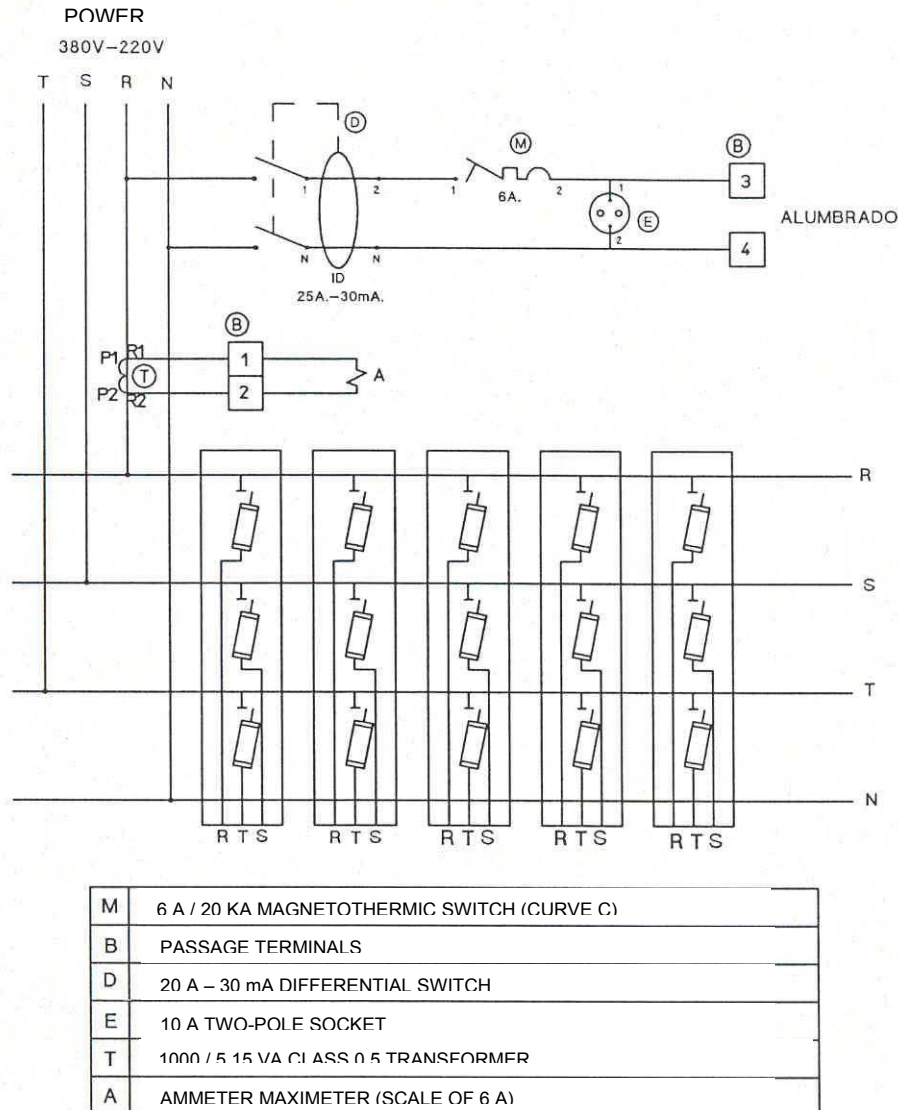 POWER
380V-220V
T S R N
D
M
B
1 2 1 2 1 3
6A.
E
ALUMBRADO
N N 2 4
ID
25A.-30mA.
B
P1 R1 1
T A
P2 R2 2
R
S
T
N
R T S R T S R T S R T S R T S
M 6 A / 20 KA MAGNETOTHERMIC SWITCH (CURVE C)
B PASSAGE TERMINALS
D 20 A – 30 mA DIFFERENTIAL SWITCH
E 10 A TWO-POLE SOCKET
T 1000 / 5 15 VA CLASS 0.5 TRANSFORMER
A AMMETER MAXIMETER (SCALE OF 6 A)